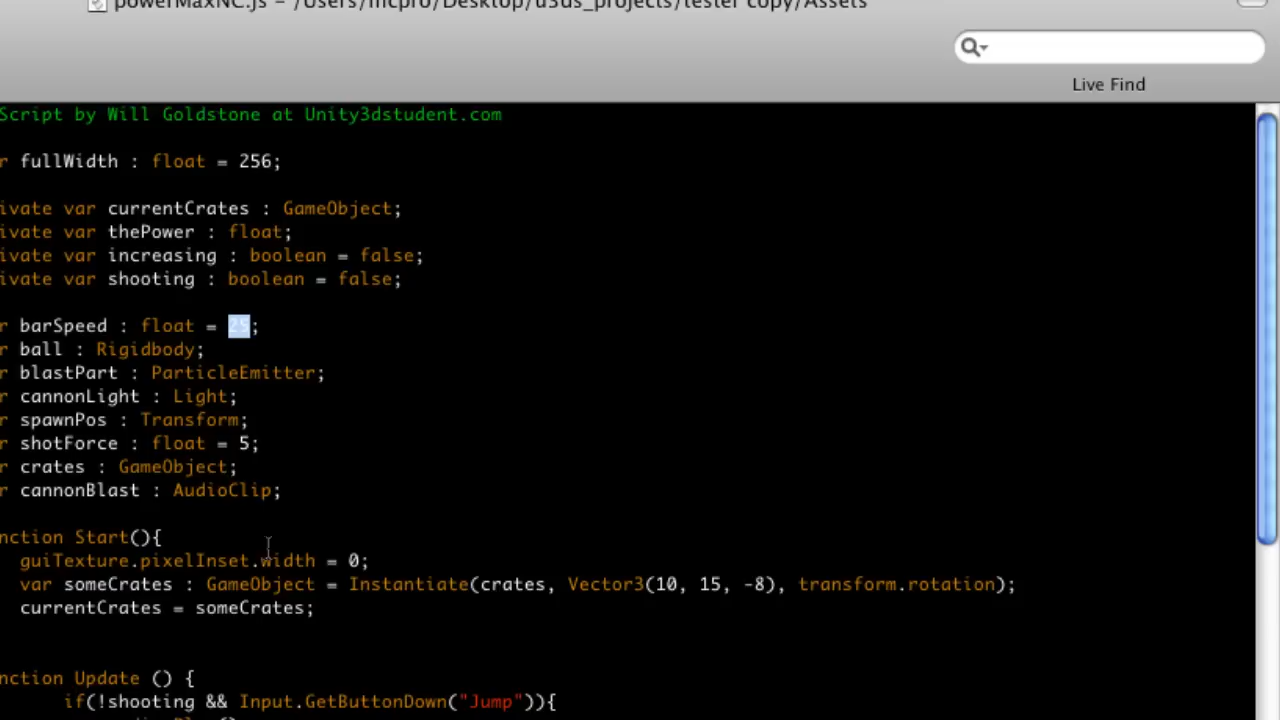 powerMaxNC.js - /Users/mcpro/Desktop/u3ds_projects/tester copy/Assets
Live Find
Script by Will Goldstone at Unity3dstudent.com
r fullWidth : float = 256;
ivate var currentCrates : GameObject;
ivate var thePower : float;
ivate var increasing : boolean = false;
ivate var shooting : boolean = false;
r barSpeed : float = 25;
r ball : Rigidbody;
r blastPart : ParticleEmitter;
r cannonLight : Light;
r spawnPos : Transform;
r shotForce : float = 5;
r crates : GameObject;
r cannonBlast : AudioClip;
nction Start(){
guiTexture.pixelInset.width = 0;
var someCrates : GameObject = Instantiate(crates, Vector3(10, 15, -8), transform.rotation);
currentCrates = someCrates;
nction Update () {
if(!shooting && Input.GetButtonDown("Jump")){